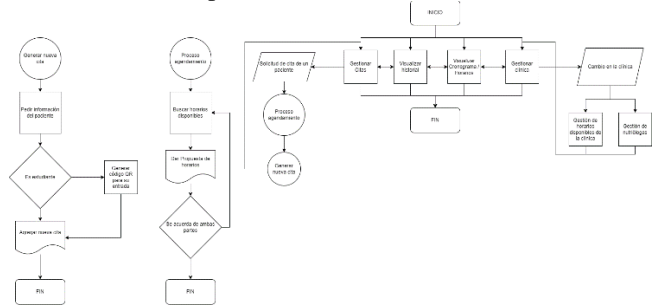 Generar nueva
cita
Pedir información
del paciente
Es estudiante
Generar
código QR
para su
entrada
Agregar nueva cita
FIN
Proceso
agendamiento
Buscar horarios
disponibles
Dar Propuesta de
horarios
De acuerdo de ambas
partes
FIN
INICIO
Solicitud de cita de un
paciente
Gestionar
Citas
Visualizar
historial
Visualizar
Cronograma /
Horarios
Gestionar
clínica
Cambio en la clínica
Proceso
agendamiento
Generar
nueva cita
FIN
Gestión de
horarios
disponibles de
la clínica
Gestión de
nutriólogos